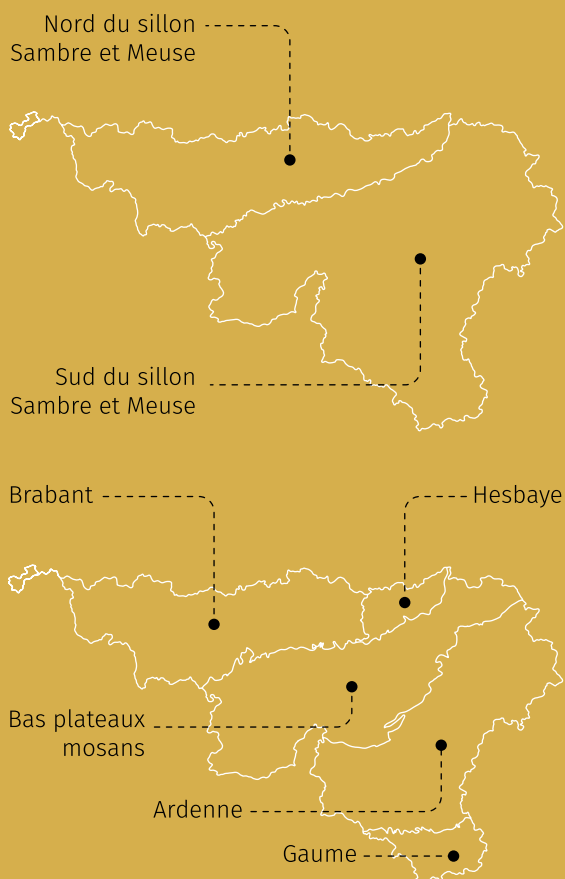 Nord du sillon
Sambre et Meuse
Sud du sillon
Sambre et Meuse
Brabant
Hesbaye
Bas plateaux
mosans
Ardenne
Gaume